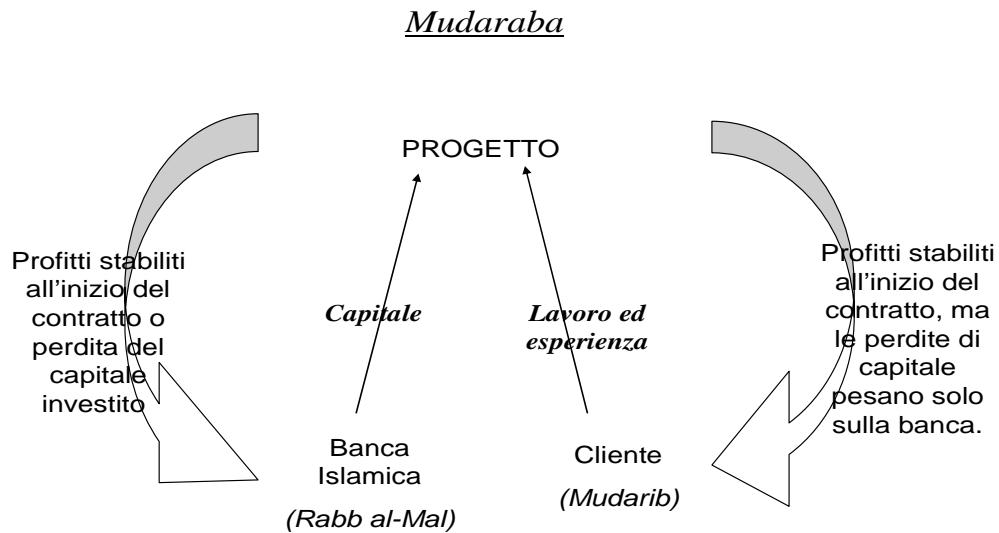 Mudaraba
PROGETTO
Profitti stabiliti
all'inizio del
contratto o
perdita del
capitale
investito
Capitale
Lavoro ed
esperienza
Profitti stabiliti
all'inizio del
contratto, ma
le perdite di
capitale
pesano solo
sulla banca.
Banca
Islamica
(Rabb al-Mal)
Cliente
(Mudarib)